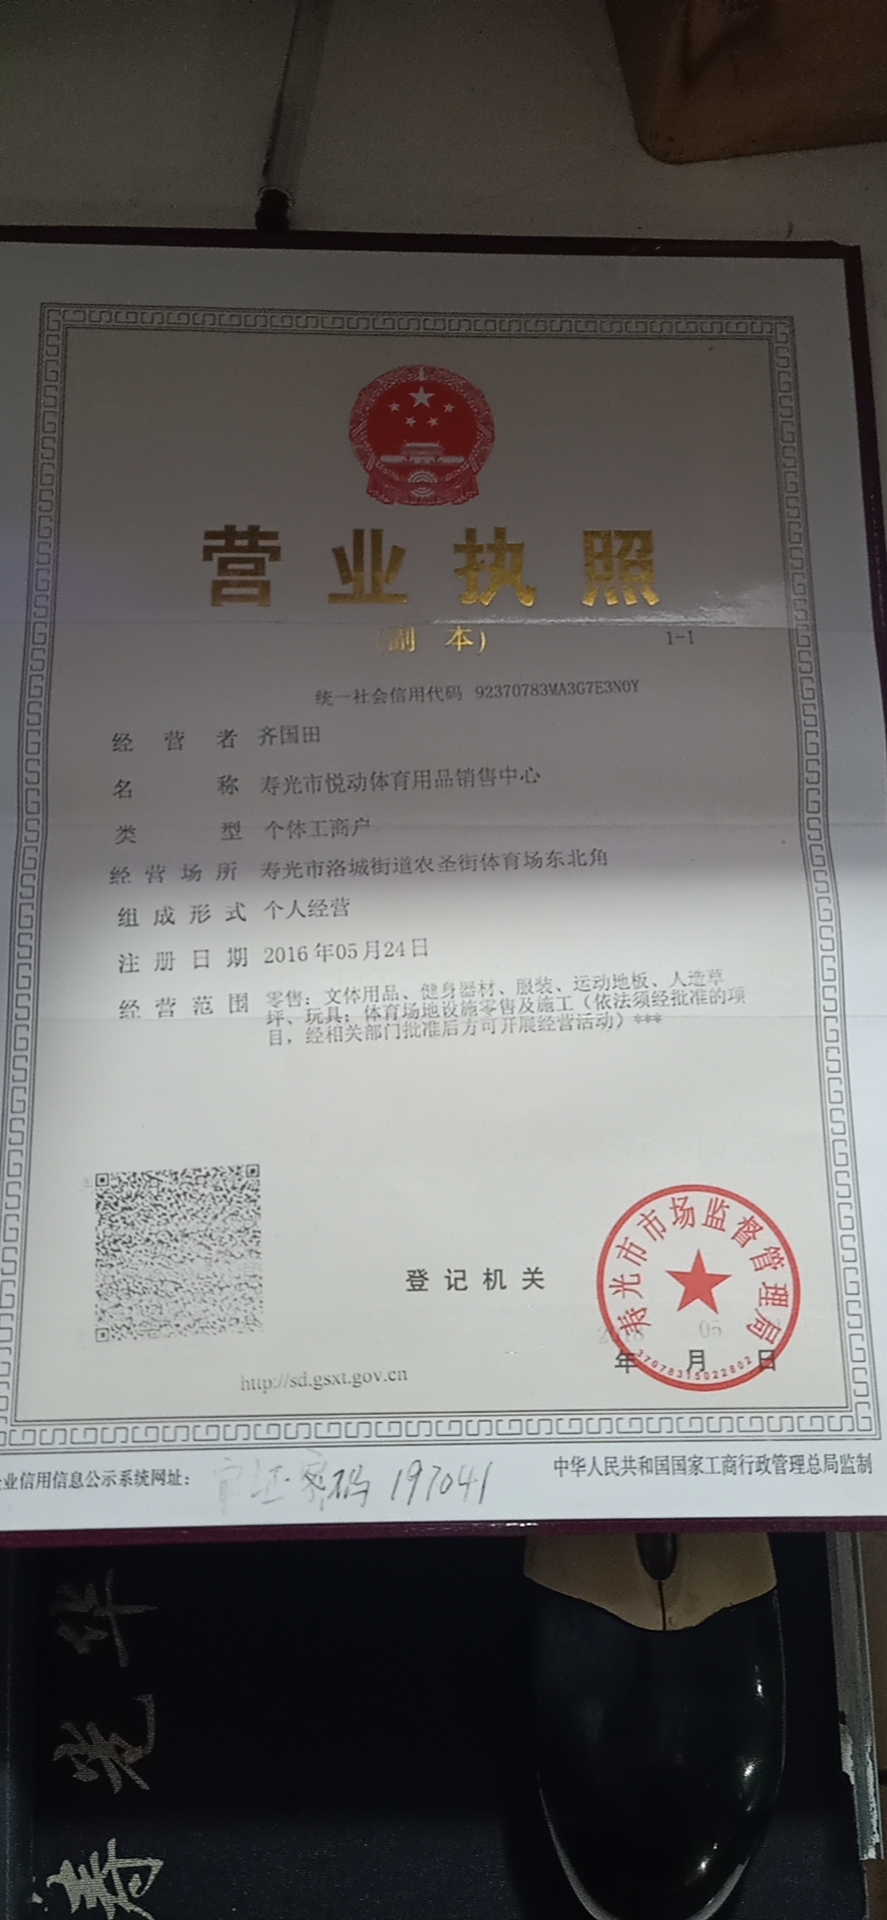 营业执照
(副 本)
1-1
统一社会信用代码 92370783MA3G7E3N0Y
经营者 齐国田
名称 寿光市悦动体育用品销售中心
类型 个体工商户
经营场所 寿光市洛城街道农圣街体育场东北角
组成形式 个人经营
注册日期 2016年05月24日
经营范围 零售：文体用品、健身器材、服装、运动地板、人造草
坪、玩具；体育场地设施零售及施工（依法须经批准的项
目，经相关部门批准后方可开展经营活动）***
登记机关
寿光市市场监督管理局
年 月 日
3707831502280​2
http://sd.gsxt.gov.cn
业信用信息公示系统网址：
码 197041
中华人民共和国国家工商行政管理总局监制
华
光
寿